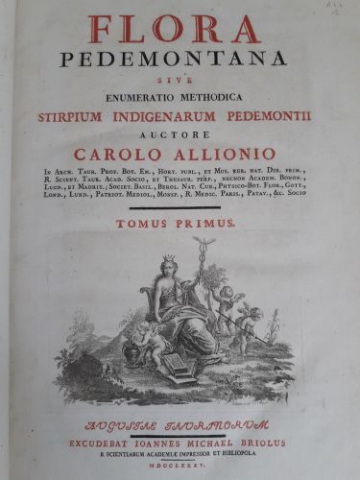 FLORA
PEDEMONTANA
SIVE
ENUMERATIO METHODICA
STIRPIUM INDIGENARUM PEDEMONTII
AUCTORE
CAROLO ALLIONIO
In Arch. Taur. Prof. Bot. Em., Hort. publ., et Mus. rer. nat. Dir. prim.,
R. Scient. Taur. Acad. Socio, et Thesaur. perp., necnon Academ. Bonon.,
Lugd., et Madrit.; Societ. Basil., Berol. Nat. Cur., Physico-Bot. Flor., Gott.,
Lond., Lund., Patriot. Mediol., Monsp., R. Medic. Paris., Patav., &c. Socio
TOMUS PRIMUS.
AUGUSTAE TAURINORUM
EXCUDEBAT IOANNES MICHAEL BRIOLUS
R. SCIENTIARUM ACADEMIÆ IMPRESSOR ET BIBLIOPOLA
MDCCLXXXV.